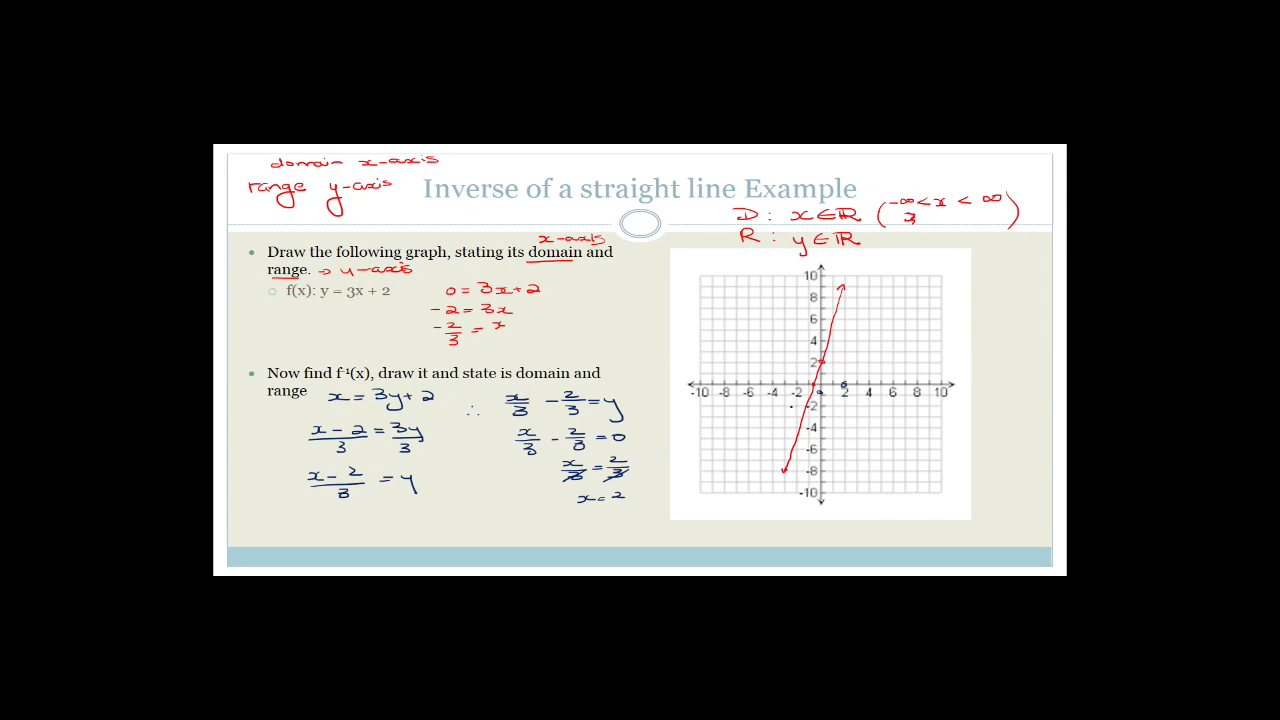 domain x-axis
range y-axis
Inverse of a straight line Example
D : x ∈ ℝ (-∞ < x < ∞)
R : y ∈ ℝ
x-axis
Draw the following graph, stating its domain and
range. → y-axis
f(x): y = 3x + 2
0 = 3x + 2
-2 = 3x
-2/3 = x
Now find f⁻¹(x), draw it and state is domain and
range
x = 3y + 2
(x - 2)/3 = 3y/3
(x - 2)/3 = y
∴ x/3 - 2/3 = y
x/3 - 2/3 = 0
x/3 = 2/3
x = 2
10
8
6
4
2
-10 -8 -6 -4 -2 2 4 6 8 10
-2
-4
-6
-8
-10